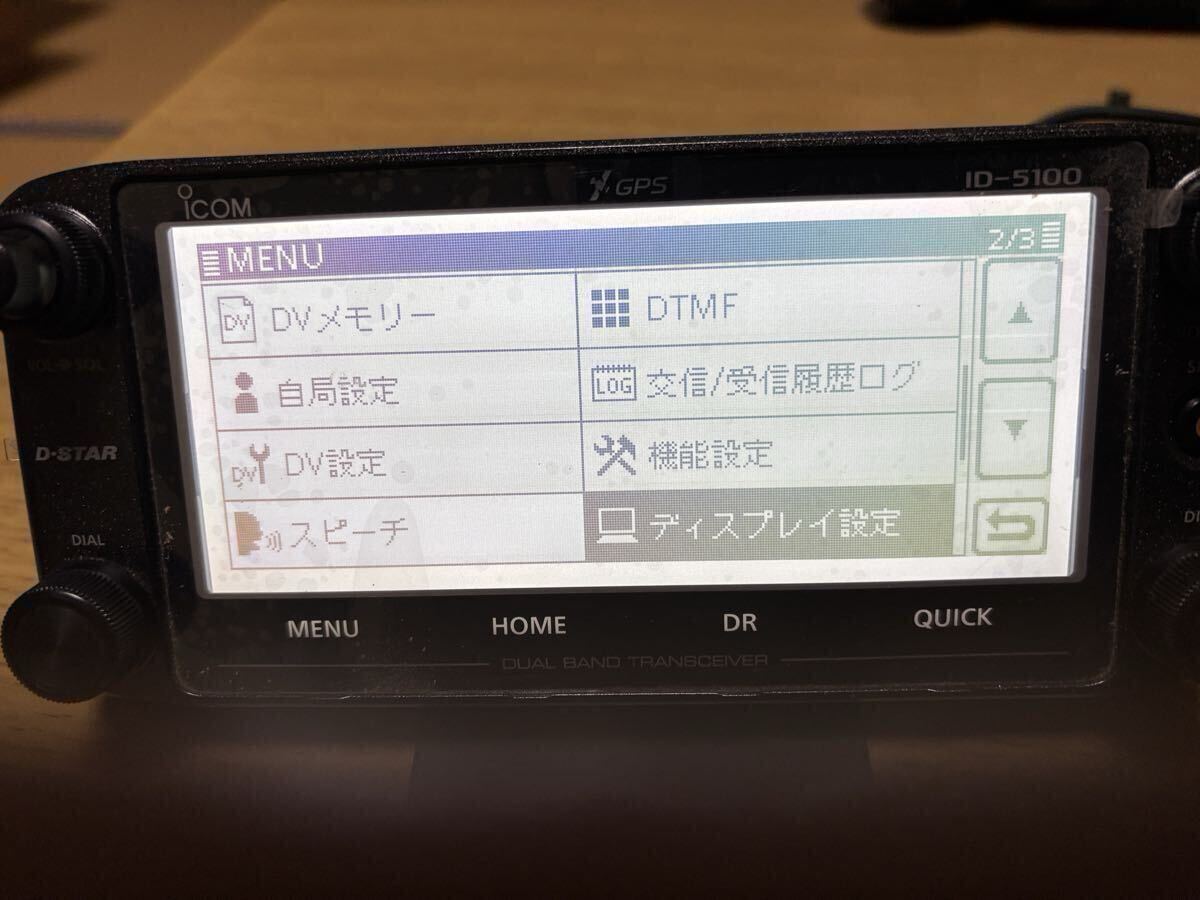 ICOM
GPS
ID-5100
MENU 2/3
DV DVメモリー
DTMF
自局設定
LOG 交信/受信履歴ログ
DV DV設定
機能設定
スピーチ
ディスプレイ設定
VOL SQL
D-STAR
DIAL
MENU HOME DR QUICK
DUAL BAND TRANSCEIVER